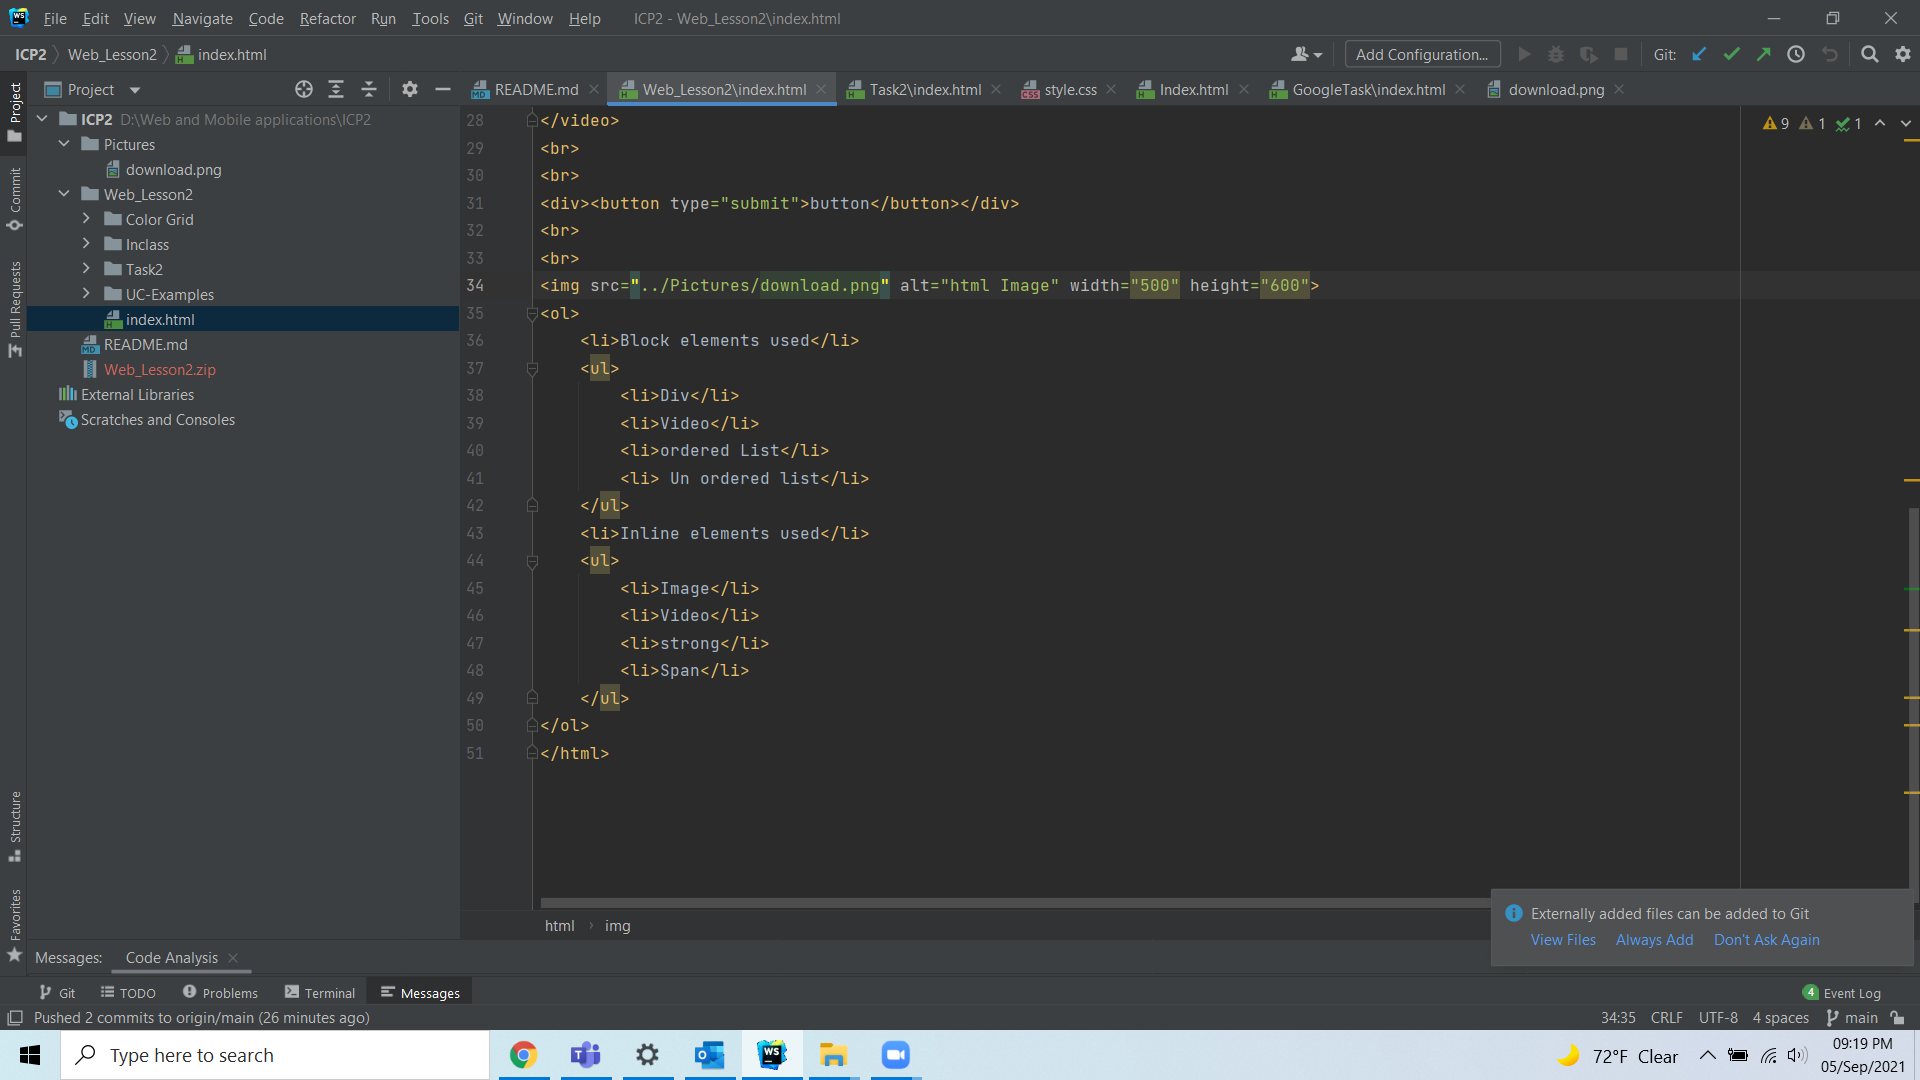 File Edit View Navigate Code Refactor Run Tools Git Window Help ICP2 - Web_Lesson2\index.html
ICP2 Web_Lesson2 index.html Add Configuration... Git:
Project README.md Web_Lesson2\index.html Task2\index.html style.css Index.html GoogleTask\index.html download.png
Project
Commit
Pull Requests
Structure
Favorites
ICP2 D:\Web and Mobile applications\ICP2
Pictures
download.png
Web_Lesson2
Color Grid
Inclass
Task2
UC-Examples
index.html
README.md
Web_Lesson2.zip
External Libraries
Scratches and Consoles
9 1 1
28 </video>
29 <br>
30 <br>
31 <div><button type="submit">button</button></div>
32 <br>
33 <br>
34 <img src="../Pictures/download.png" alt="html Image" width="500" height="600">
35 <ol>
36 <li>Block elements used</li>
37 <ul>
38 <li>Div</li>
39 <li>Video</li>
40 <li>ordered List</li>
41 <li> Un ordered list</li>
42 </ul>
43 <li>Inline elements used</li>
44 <ul>
45 <li>Image</li>
46 <li>Video</li>
47 <li>strong</li>
48 <li>Span</li>
49 </ul>
50 </ol>
51 </html>
html img
Externally added files can be added to Git
View Files Always Add Don't Ask Again
Messages: Code Analysis
Git TODO Problems Terminal Messages 4 Event Log
Pushed 2 commits to origin/main (26 minutes ago) 34:35 CRLF UTF-8 4 spaces main
Type here to search 72°F Clear 09:19 PM
05/Sep/2021